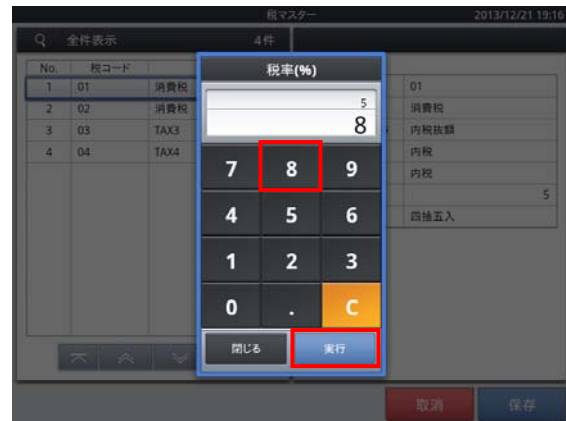 税マスター
2013/12/21 19:16
全件表示 4件
No. 税コード
1 01 消費税
2 02 消費税
3 03 TAX3
4 04 TAX4
税率(%)
5
8
7 8 9
4 5 6
1 2 3
0 . C
閉じる 実行
01
消費税
内税抜額
内税
内税
5
四捨五入
取消 保存